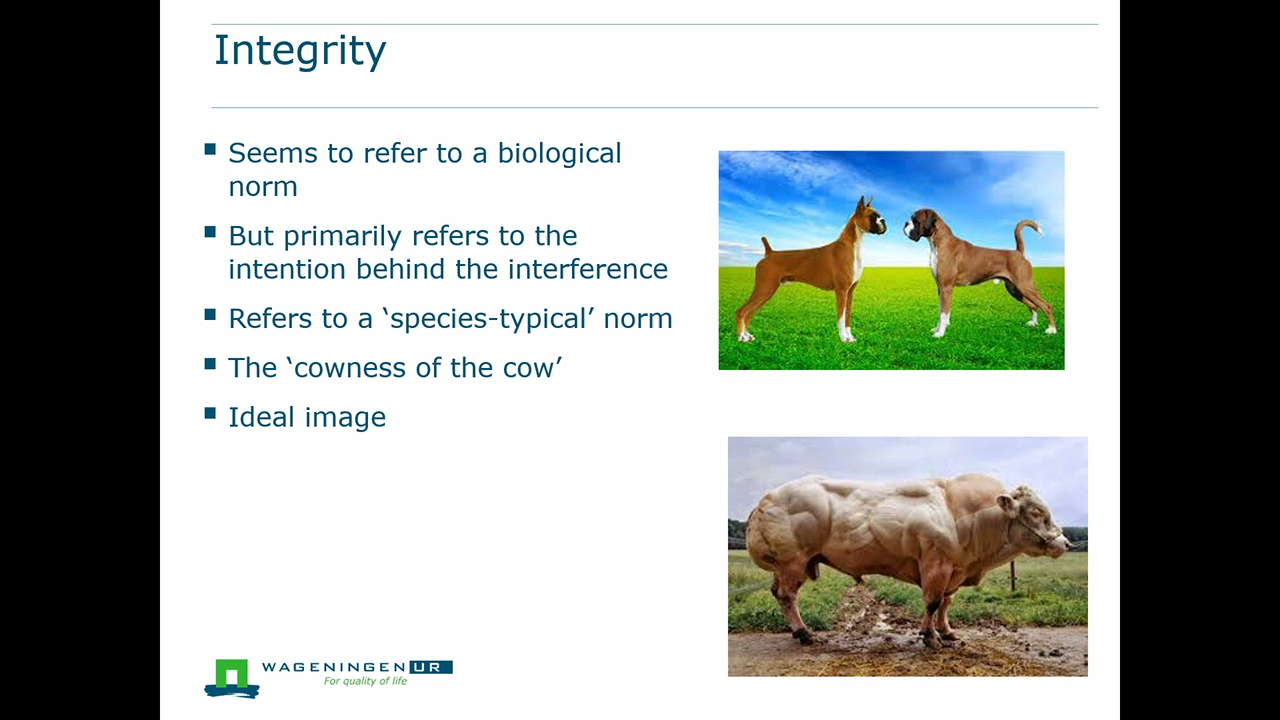 Integrity
Seems to refer to a biological
norm
But primarily refers to the
intention behind the interference
Refers to a ‘species-typical’ norm
The ‘cowness of the cow’
Ideal image
WAGENINGEN UR
For quality of life